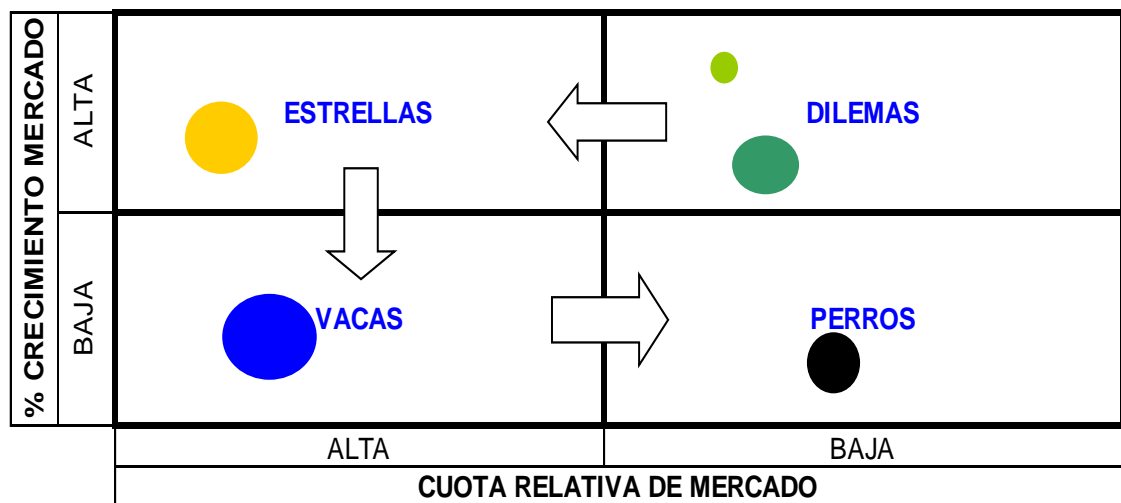 % CRECIMIENTO MERCADO
ALTA
ESTRELLAS
DILEMAS
BAJA
VACAS
PERROS
ALTA
BAJA
CUOTA RELATIVA DE MERCADO